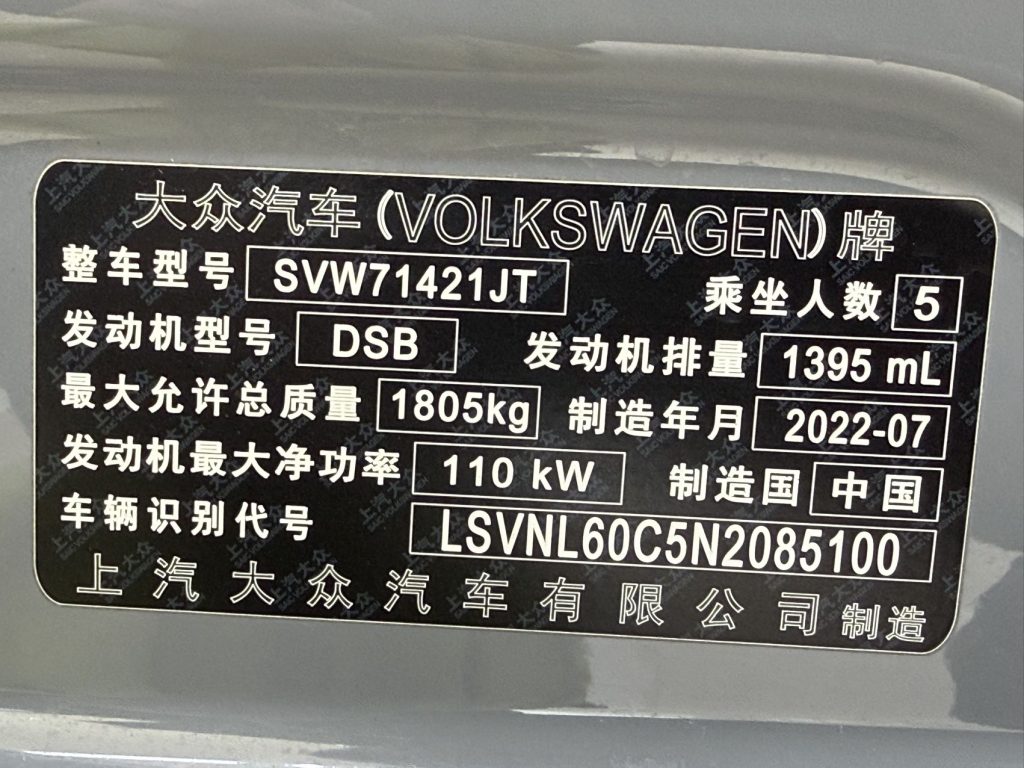 大众汽车(VOLKSWAGEN)牌
整车型号 SVW71421JT 乘坐人数 5
发动机型号 DSB 发动机排量 1395 mL
最大允许总质量 1805kg 制造年月 2022-07
发动机最大净功率 110 kW 制造国 中国
车辆识别代号 LSVNL60C5N2085100
上汽大众汽车有限公司制造